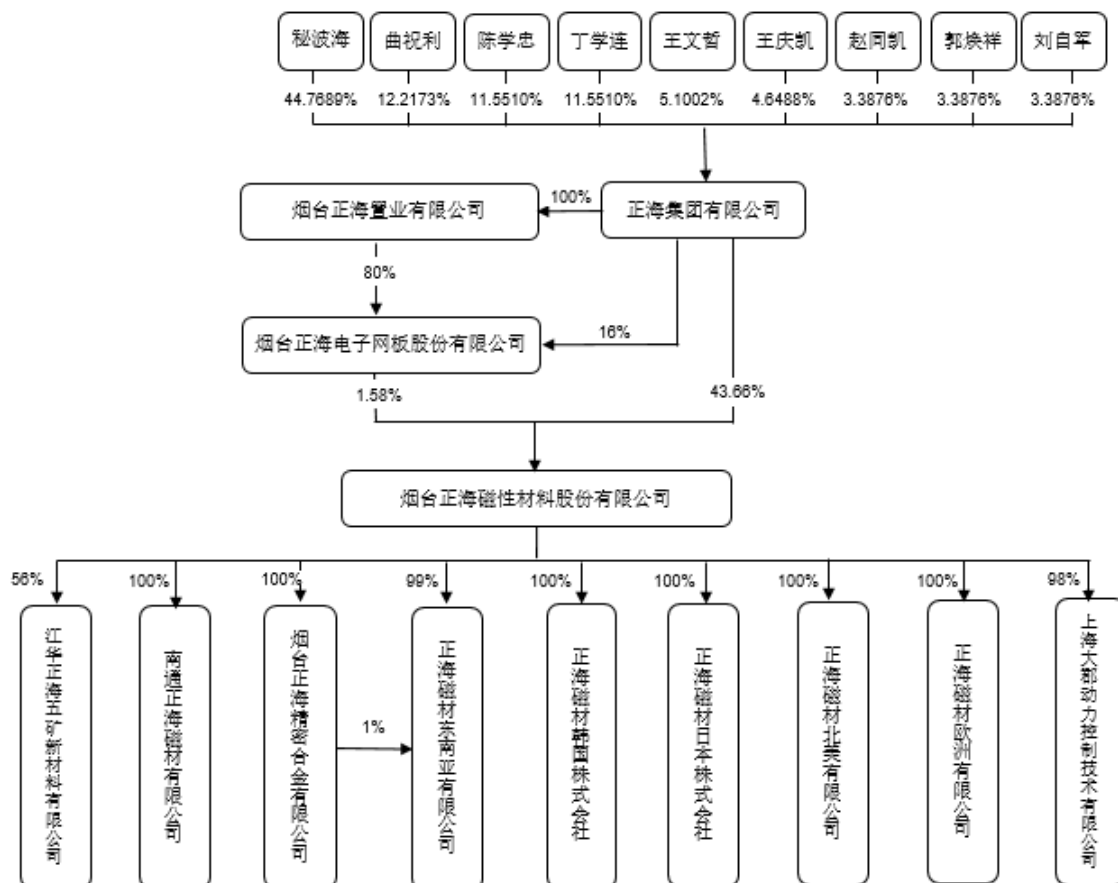 秘波海
曲祝利
陈学忠
丁学连
王文哲
王庆凯
赵同凯
郭焕祥
刘自军
44.7689%
12.2173%
11.5510%
11.5510%
5.1002%
4.6488%
3.3876%
3.3876%
3.3876%
烟台正海置业有限公司
100%
正海集团有限公司
80%
烟台正海电子网板股份有限公司
16%
1.58%
43.66%
烟台正海磁性材料股份有限公司
56%
100%
100%
99%
100%
100%
100%
100%
98%
江华正海五矿新材料有限公司
南通正海磁材有限公司
烟台正海精密合金有限公司
1%
正海磁材东南亚有限公司
正海磁材韩国株式会社
正海磁材日本株式会社
正海磁材北美有限公司
正海磁材欧洲有限公司
上海大郡动力控制技术有限公司